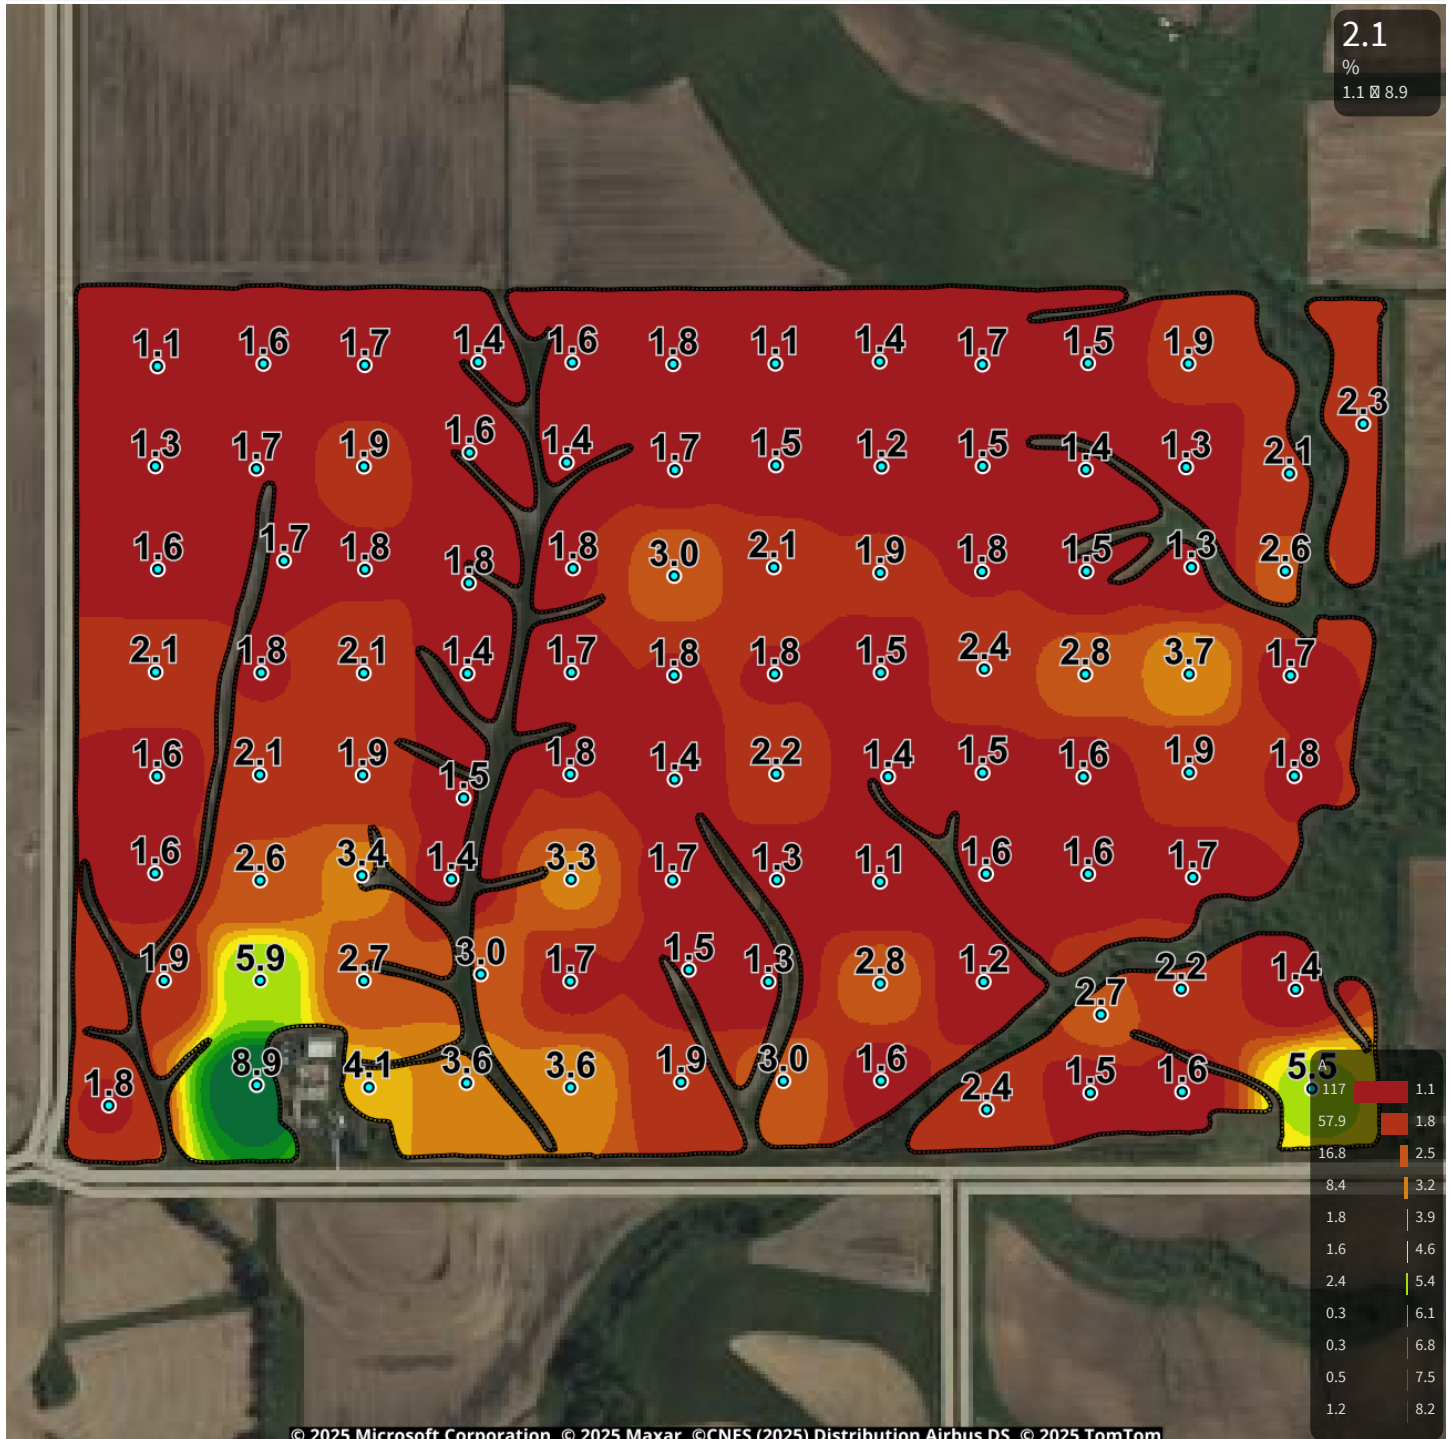 2.1
%
1.1 8.9
1.1 1.6 1.7 1.4 1.6 1.8 1.1 1.4 1.7 1.5 1.9
2.3
1.3 1.7 1.9 1.6 1.4 1.7 1.5 1.2 1.5 1.4 1.3 2.1
1.6 1.7 1.8 1.8 1.8 3.0 2.1 1.9 1.8 1.5 1.3 2.6
2.1 1.8 2.1 1.4 1.7 1.8 1.8 1.5 2.4 2.8 3.7 1.7
1.6 2.1 1.9 1.5 1.8 1.4 2.2 1.4 1.5 1.6 1.9 1.8
1.6 2.6 3.4 1.4 3.3 1.7 1.3 1.1 1.6 1.6 1.7
1.9 5.9 2.7 3.0 1.7 1.5 1.3 2.8 1.2 2.7 2.2 1.4
1.8 8.9 4.1 3.6 3.6 1.9 3.0 1.6 2.4 1.5 1.6 5.5
A
117 1.1
57.9 1.8
16.8 2.5
8.4 3.2
1.8 3.9
1.6 4.6
2.4 5.4
0.3 6.1
0.3 6.8
0.5 7.5
1.2 8.2
© 2025 Microsoft Corporation, © 2025 Maxar, ©CNES (2025) Distribution Airbus DS, © 2025 TomTom